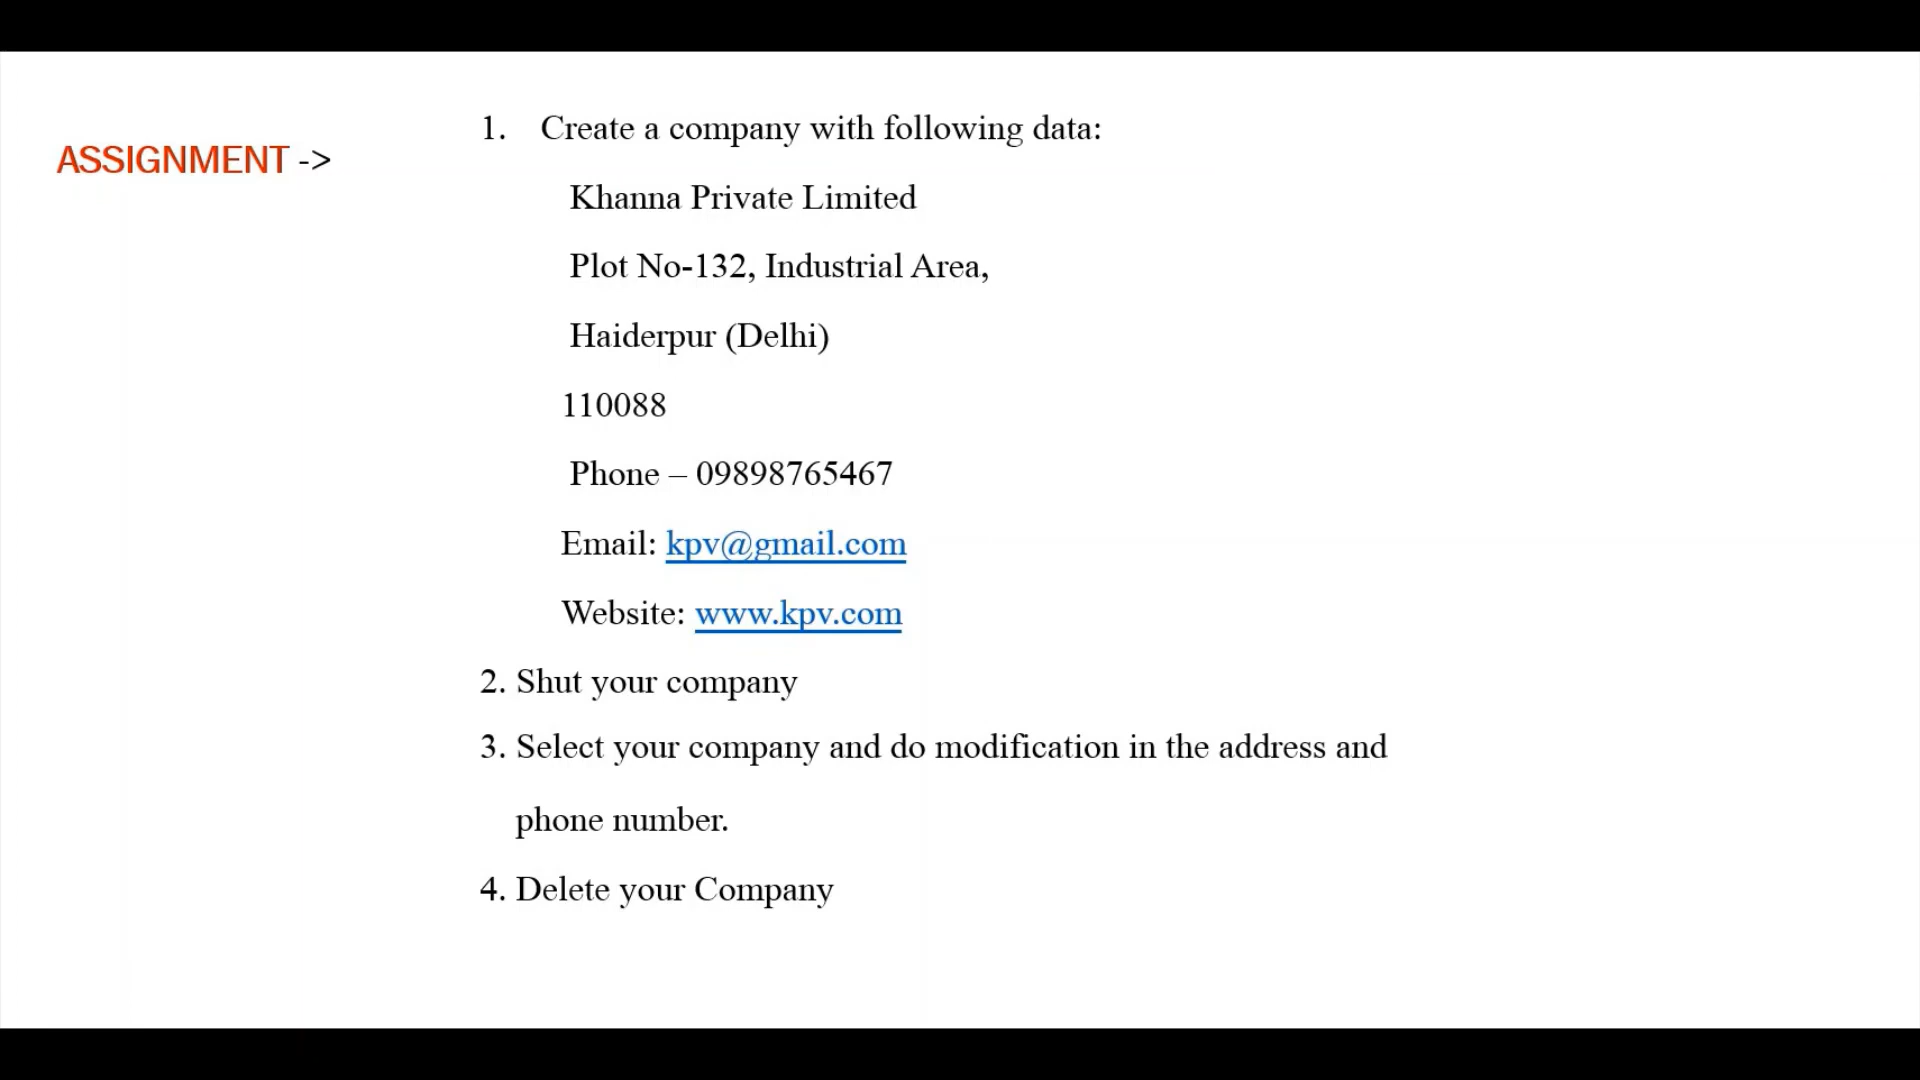 ASSIGNMENT ->
1. Create a company with following data:
Khanna Private Limited
Plot No-132, Industrial Area,
Haiderpur (Delhi)
110088
Phone – 09898765467
Email: kpv@gmail.com
Website: www.kpv.com
2. Shut your company
3. Select your company and do modification in the address and
phone number.
4. Delete your Company